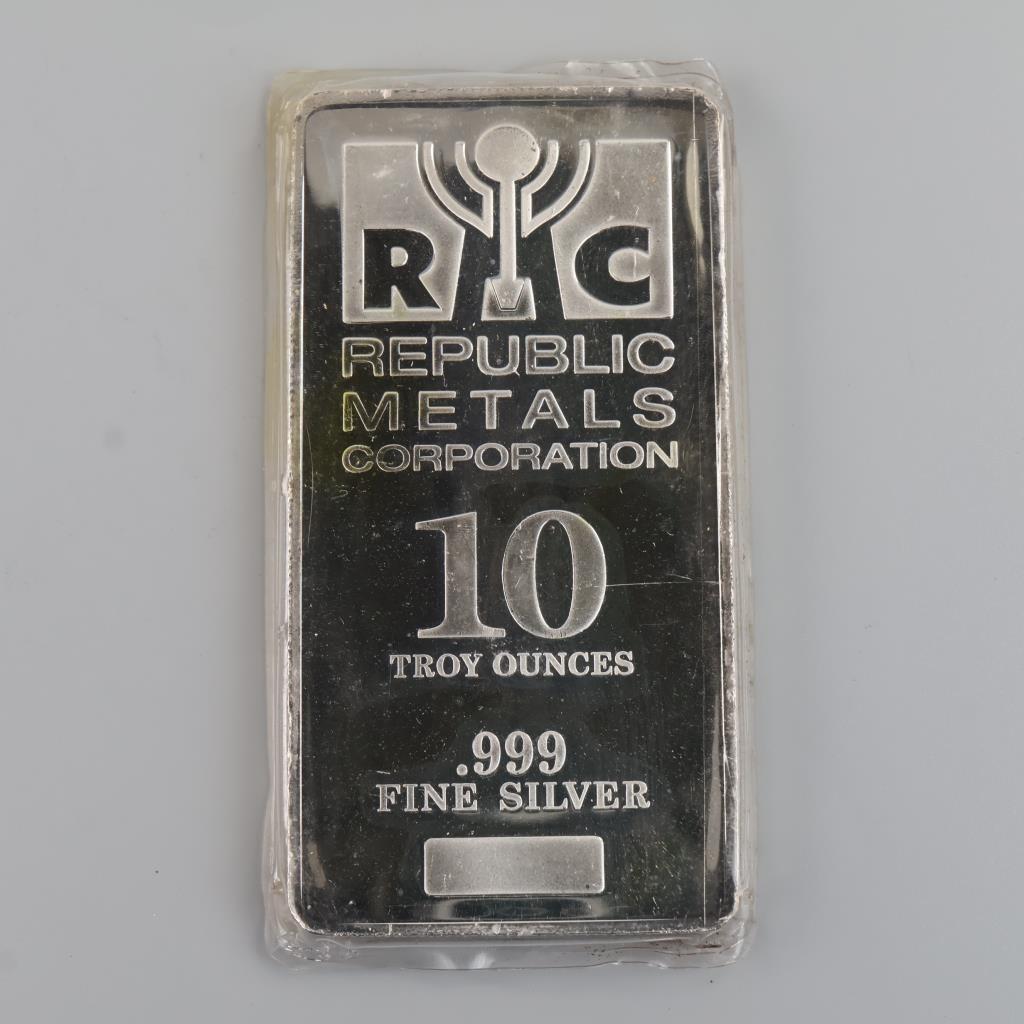 R C
REPUBLIC
METALS
CORPORATION
10
TROY OUNCES
.999
FINE SILVER